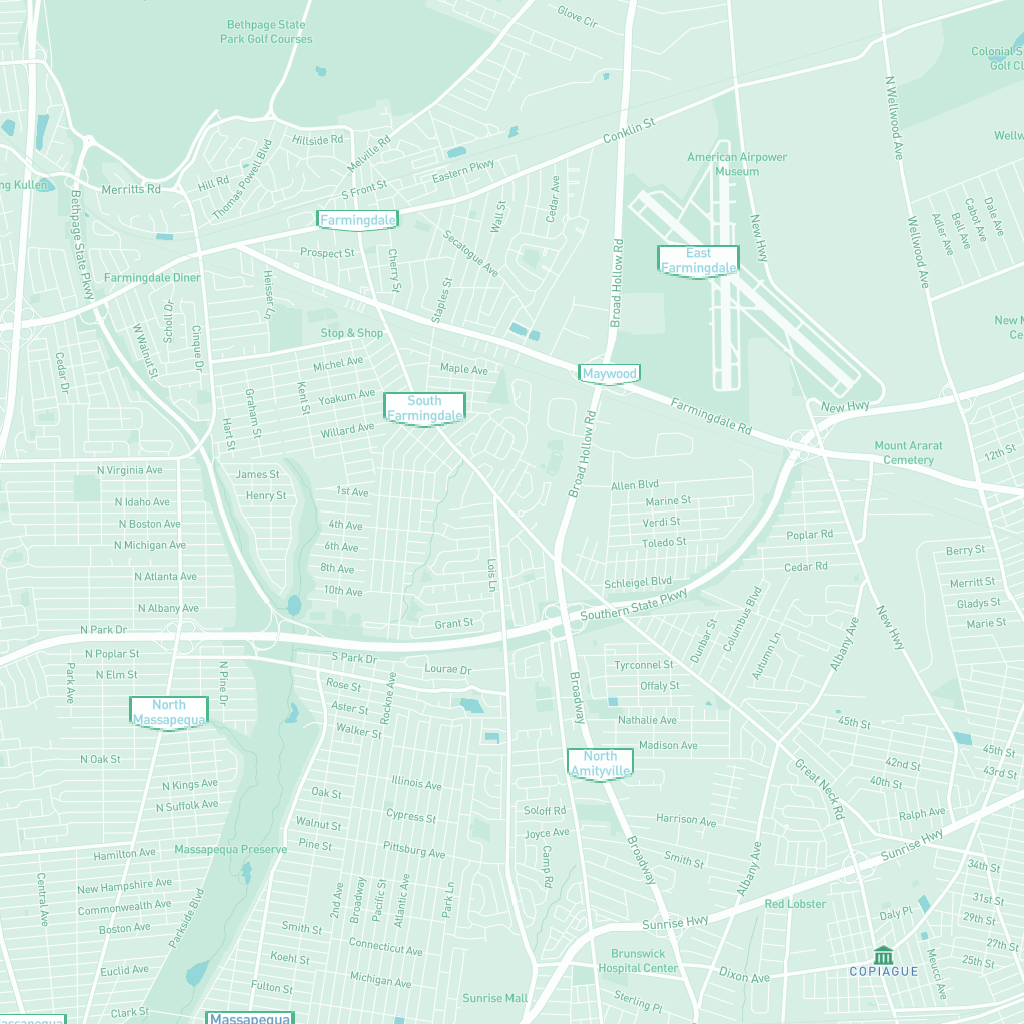 Glove Cir
Bethpage State
Park Golf Courses
Colonial S
Golf Cl
Conklin St
N Wellwood Ave
Hillside Rd
Melville Rd
Thomas Powell Blvd
American Airpower
Museum
Wellw
Eastern Pkwy
ng Kullen
Merritts Rd
Hill Rd
S Front St
Cedar Ave
Wall St
Farmingdale
Bethpage State Pkwy
Dale Ave
Cabot Ave
Bell Ave
Adler Ave
New Hwy
Wellwood Ave
Prospect St
Cherry St
Secatogue Ave
Broad Hollow Rd
East
Farmingdale
Farmingdale Diner
Heisser Ln
Staples St
Scholl Dr
W Walnut St
Cinque Dr
Stop & Shop
New M
Ce
Cedar Dr
Michel Ave
Maple Ave
Maywood
Kent St
Yoakum Ave
Graham St
South
Farmingdale
New Hwy
Farmingdale Rd
Hart St
Willard Ave
Broad Hollow Rd
Mount Ararat
Cemetery
12th St
N Virginia Ave
James St
Henry St
1st Ave
Allen Blvd
Marine St
N Idaho Ave
N Boston Ave
4th Ave
Verdi St
Toledo St
Poplar Rd
N Michigan Ave
6th Ave
Berry St
8th Ave
Lois Ln
Cedar Rd
N Atlanta Ave
10th Ave
Schleigel Blvd
Merritt St
N Albany Ave
Southern State Pkwy
Columbus Blvd
Gladys St
Grant St
Marie St
N Park Dr
Dunbar St
Autumn Ln
Albany Ave
New Hwy
N Poplar St
S Park Dr
Lourae Dr
Tyrconnel St
N Elm St
Park Ave
N Pine Dr
Rose St
Rockne Ave
Offaly St
Broadway
North
Massapequa
Aster St
Walker St
Nathalie Ave
45th St
Madison Ave
N Oak St
North
Amityville
45th St
42nd St
43rd St
40th St
N Kings Ave
Illinois Ave
Great Neck Rd
Oak St
N Suffolk Ave
Cypress St
Soloff Rd
Ralph Ave
Walnut St
Harrison Ave
Joyce Ave
Pine St
Pittsburg Ave
Sunrise Hwy
Massapequa Preserve
Hamilton Ave
Smith St
Broadway
Albany Ave
Camp Rd
34th St
Central Ave
New Hampshire Ave
Commonwealth Ave
2nd Ave
Broadway
Pacific St
Atlantic Ave
Park Ln
31st St
Red Lobster
Daly Pl
29th St
Boston Ave
Parkside Blvd
Smith St
Sunrise Hwy
27th St
Connecticut Ave
Koehl St
Brunswick
Hospital Center
25th St
Euclid Ave
Dixon Ave
COPIAGUE
Meucci Ave
Michigan Ave
Fulton St
Sunrise Mall
Sterling Pl
Clark St
Massapequa
Massapequa